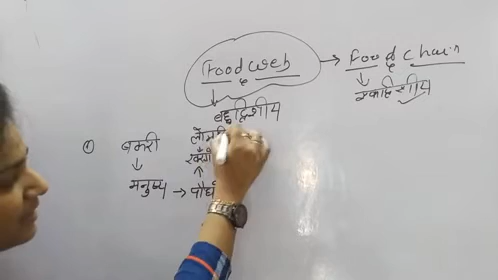 Food Web → Food Chain
↓ ↓
बहुदिशीय एकदिशीय
① बकरी
↓ ↑
मनुष्य →